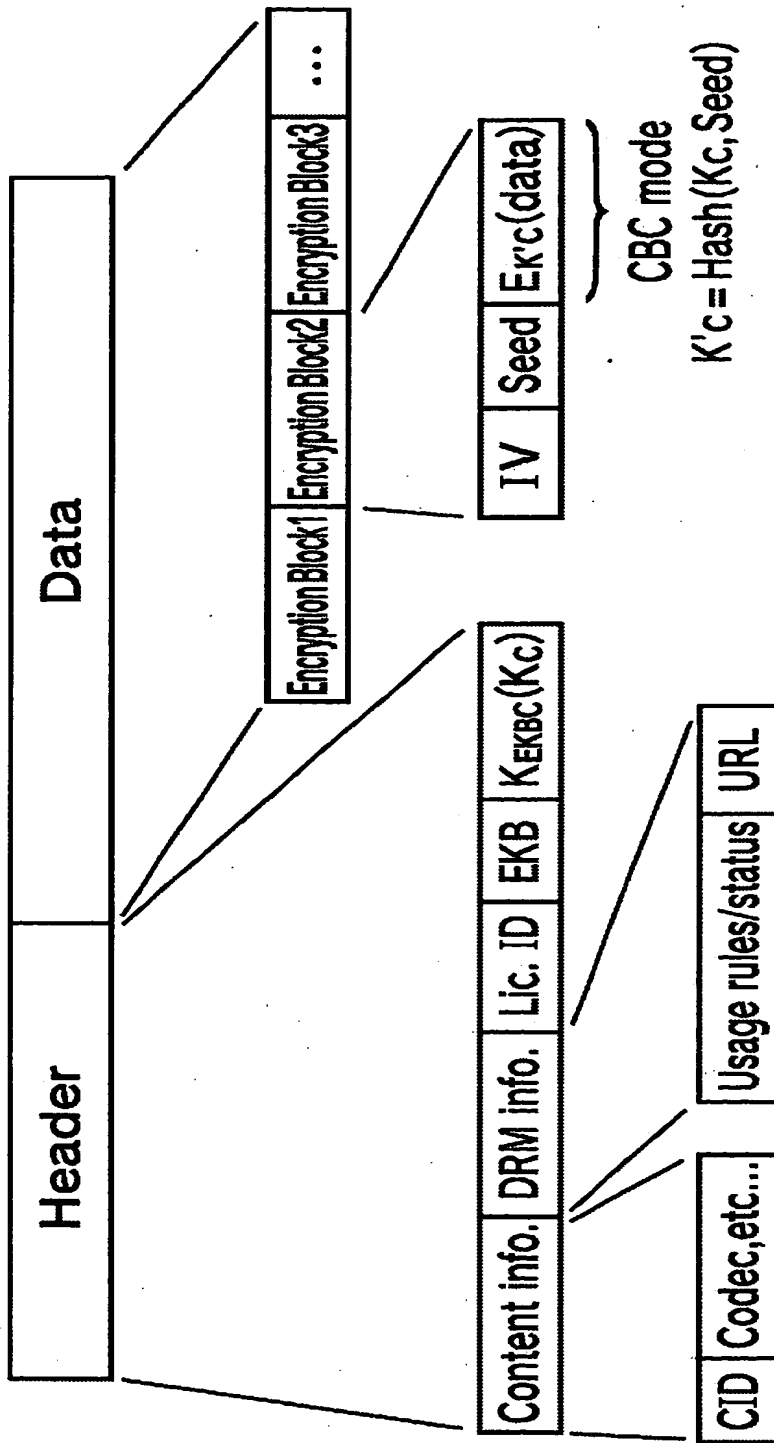 Header Data
Encryption Block1 Encryption Block2 Encryption Block3 ...
Content info. DRM info. Lic. ID EKB KEKBC(Kc)
IV Seed EK'C(data)
CBC mode
K'c=Hash(Kc,Seed)
CID Codec,etc...
Usage rules/status URL